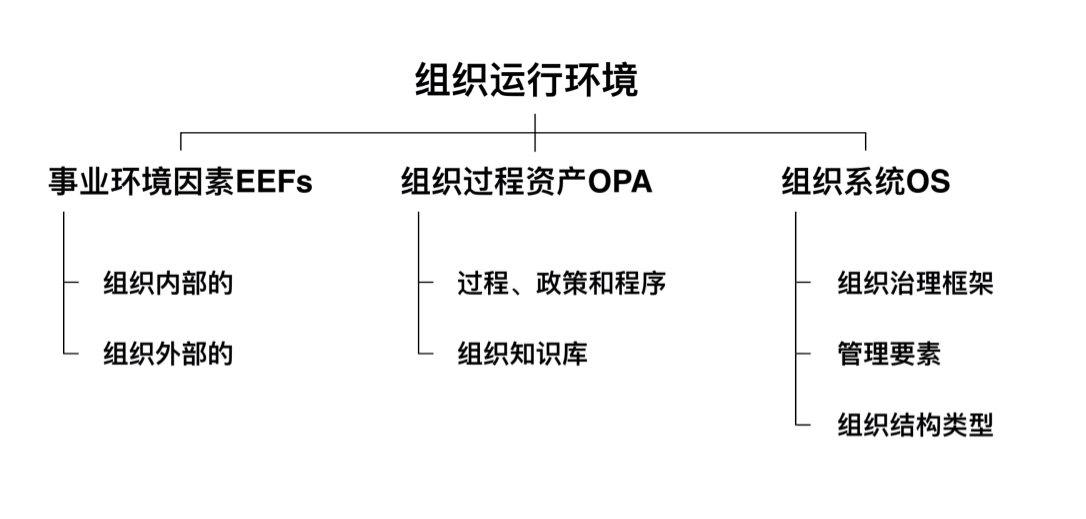 组织运行环境
事业环境因素EEFs
组织内部的
组织外部的
组织过程资产OPA
过程、政策和程序
组织知识库
组织系统OS
组织治理框架
管理要素
组织结构类型